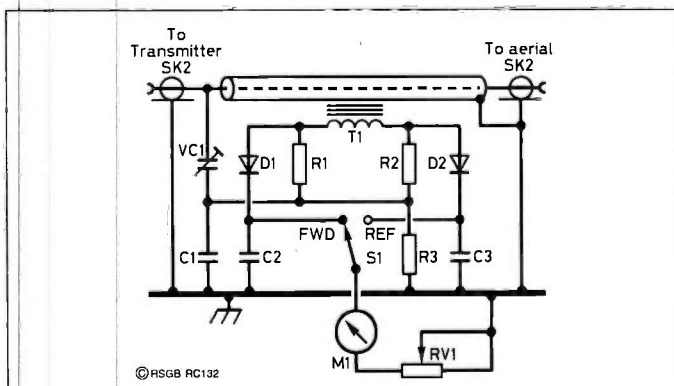 To
Transmitter
SK2
To aerial
SK2
T1
VC1
D1
R1
R2
D2
FWD
REF
C1
C2
S1
R3
C3
M1
RV1
©RSGB RC132